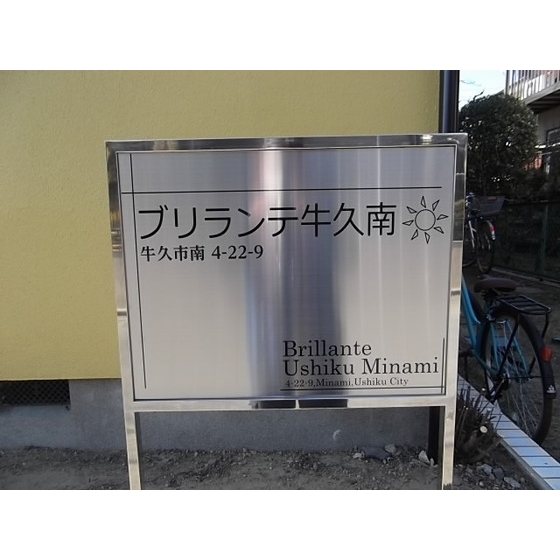 ブリランテ牛久南
牛久市南 4-22-9
Brillante
Ushiku Minami
4-22-9,Minami,Ushiku City